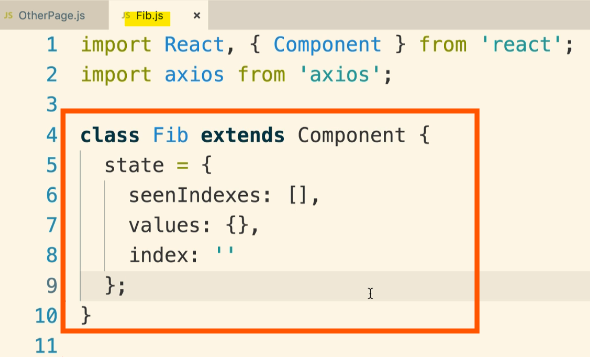 JS OtherPage.js JS Fib.js ×
1 import React, { Component } from 'react';
2 import axios from 'axios';
3
4 class Fib extends Component {
5 state = {
6 seenIndexes: [],
7 values: {},
8 index: ''
9 };
10 }
11